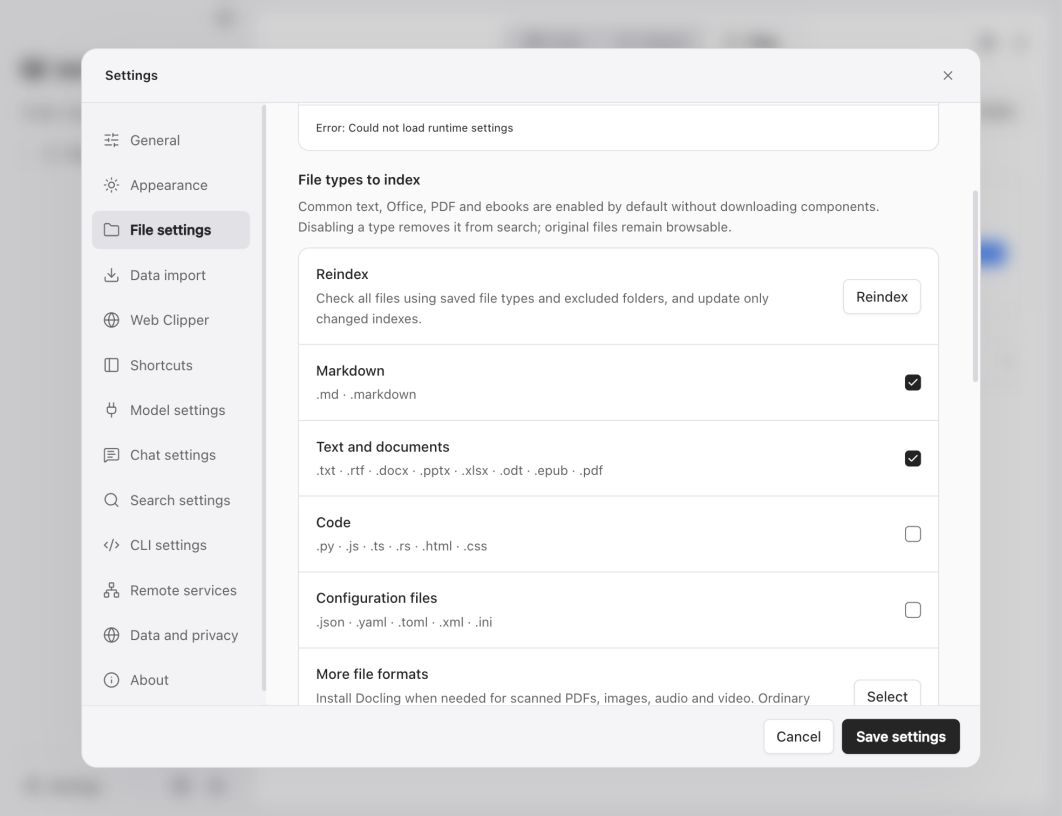 Settings
General
Appearance
File settings
Data import
Web Clipper
Shortcuts
Model settings
Chat settings
Search settings
CLI settings
Remote services
Data and privacy
About
Error: Could not load runtime settings
File types to index
Common text, Office, PDF and ebooks are enabled by default without downloading components.
Disabling a type removes it from search; original files remain browsable.
Reindex
Check all files using saved file types and excluded folders, and update only
changed indexes.
Reindex
Markdown
.md · .markdown
Text and documents
.txt · .rtf · .docx · .pptx · .xlsx · .odt · .epub · .pdf
Code
.py · .js · .ts · .rs · .html · .css
Configuration files
.json · .yaml · .toml · .xml · .ini
More file formats
Install Docling when needed for scanned PDFs, images, audio and video. Ordinary
Select
Cancel
Save settings